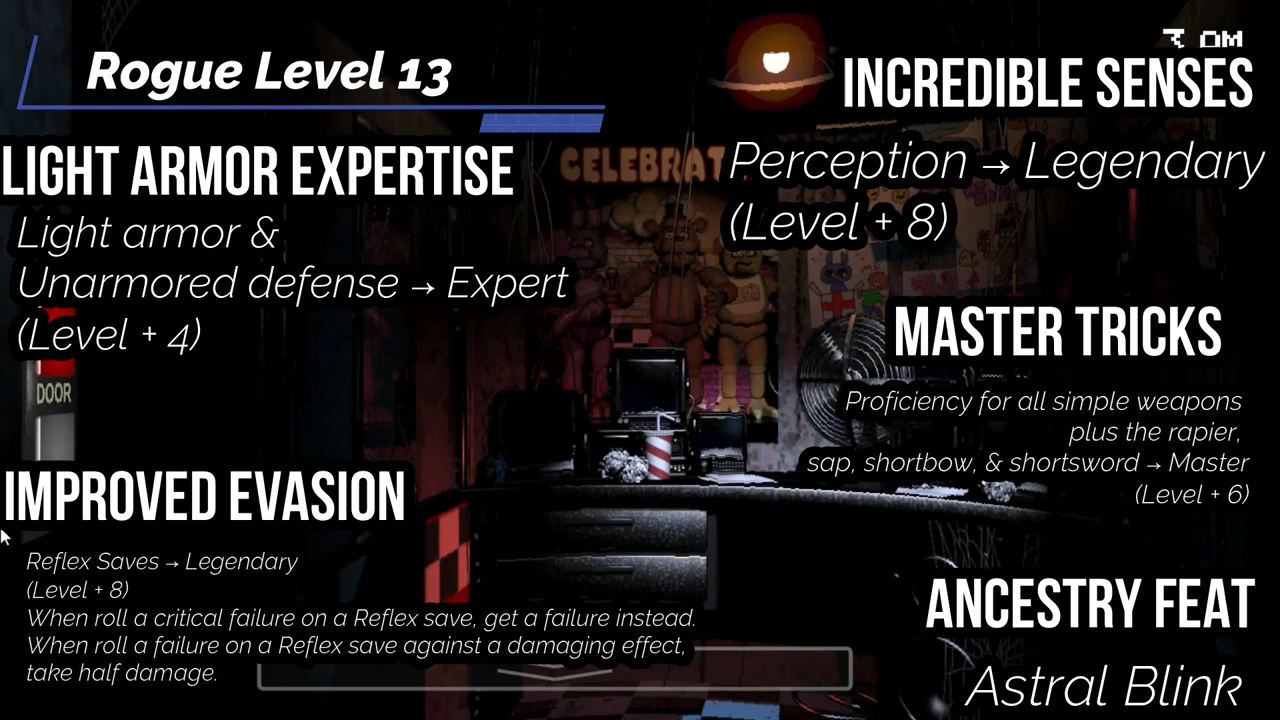 Rogue Level 13
LIGHT ARMOR EXPERTISE
Light armor &
Unarmored defense → Expert
(Level + 4)
DOOR
IMPROVED EVASION
Reflex Saves → Legendary
(Level + 8)
When roll a critical failure on a Reflex save, get a failure instead.
When roll a failure on a Reflex save against a damaging effect,
take half damage.
CELEBRAT
INCREDIBLE SENSES
Perception → Legendary
(Level + 8)
MASTER TRICKS
Proficiency for all simple weapons
plus the rapier,
sap, shortbow, & shortsword → Master
(Level + 6)
ANCESTRY FEAT
Astral Blink